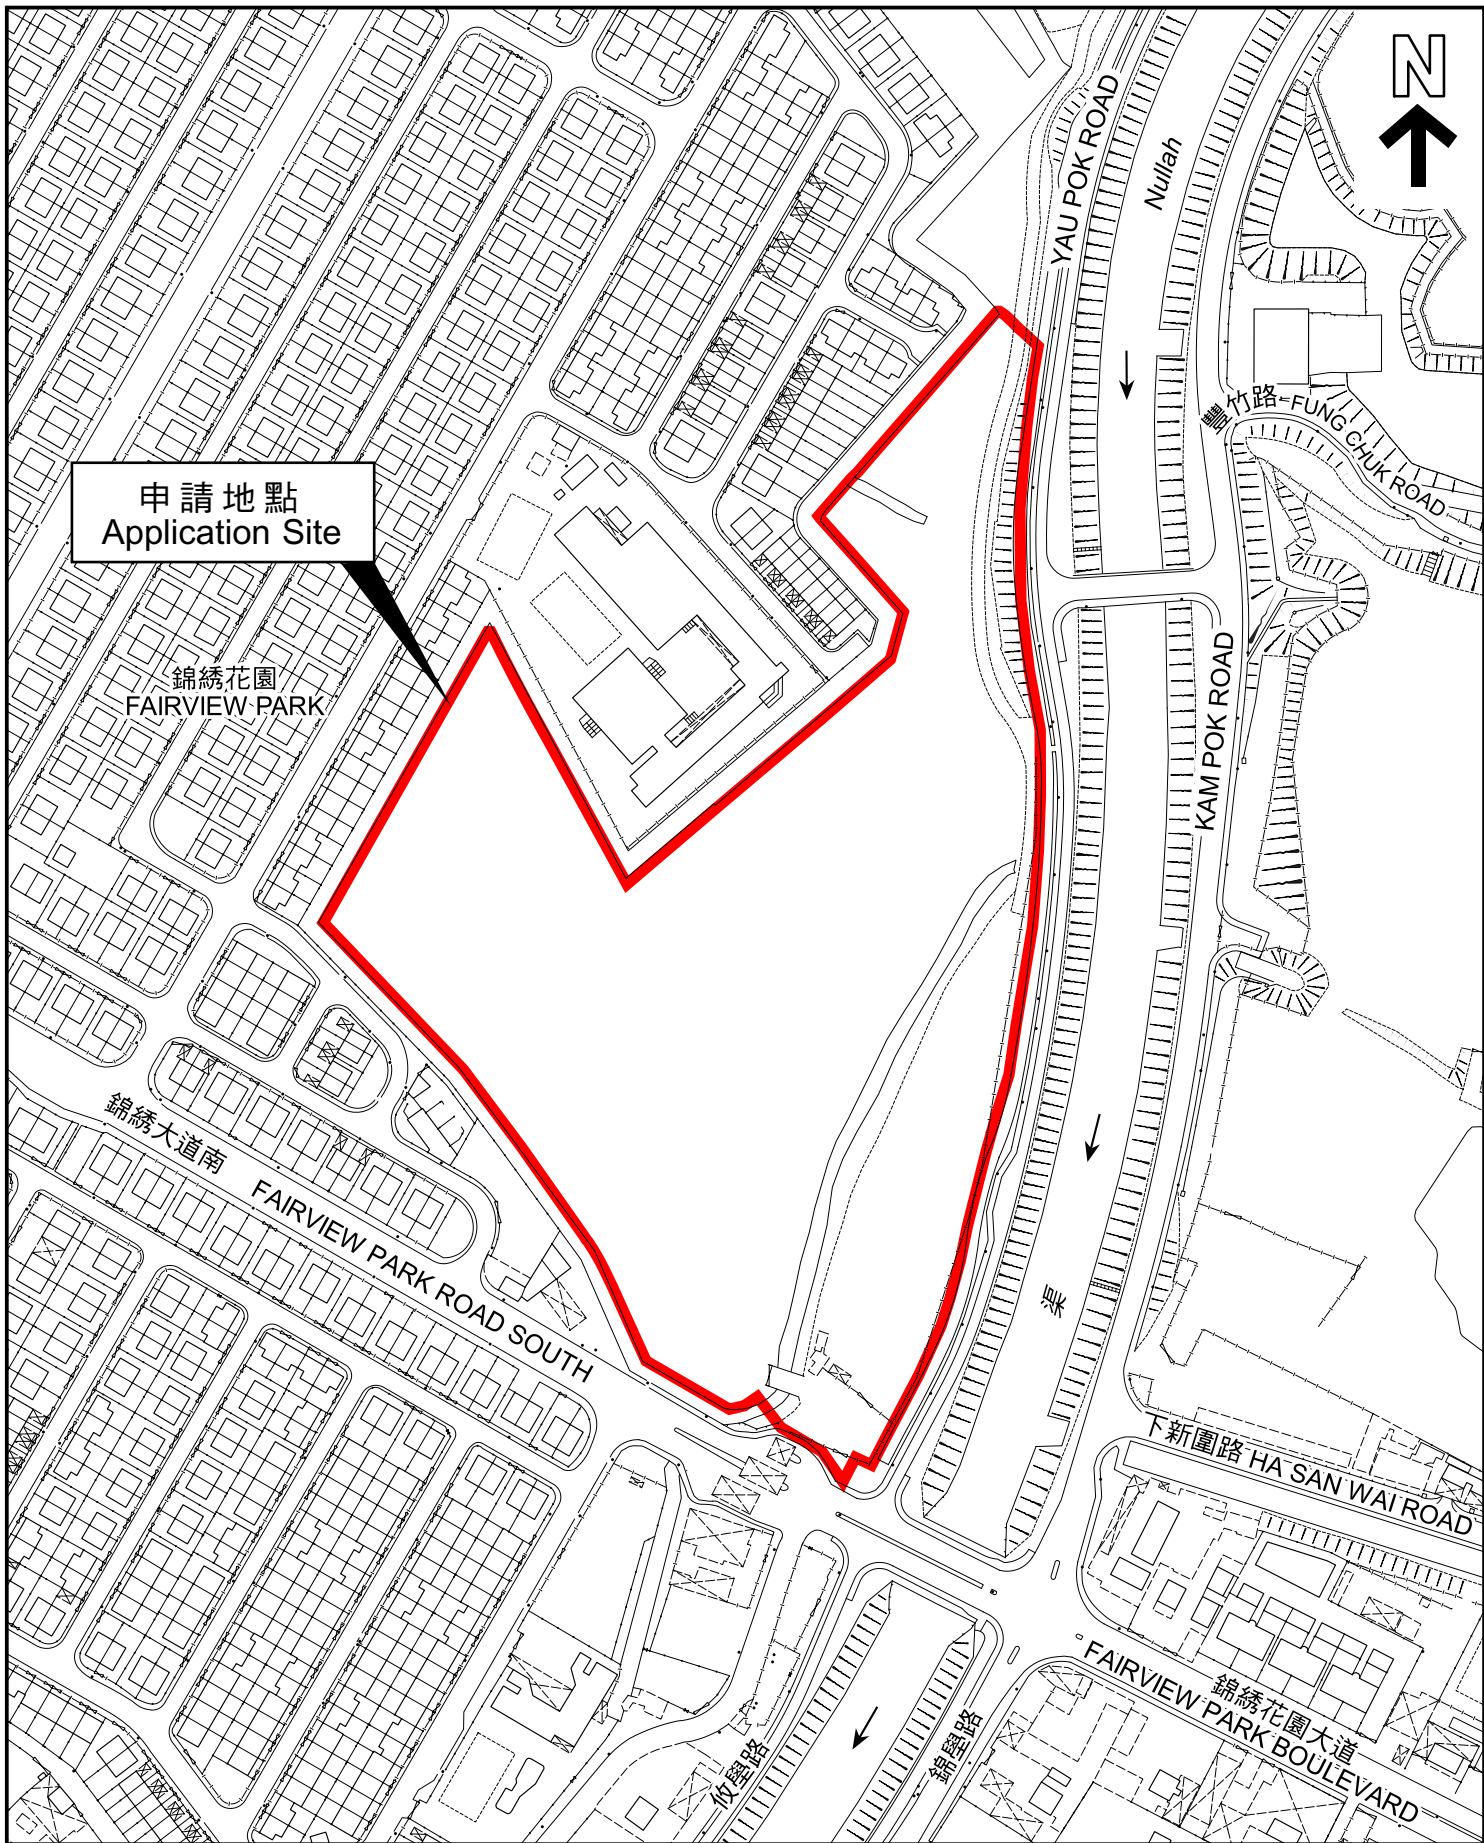 N
YAU POK ROAD
Nullah
豐竹路
FUNG CHUK ROAD
申請地點
Application Site
錦綉花園
FAIRVIEW PARK
KAM POK ROAD
錦綉大道南
FAIRVIEW PARK ROAD SOUTH
渠
下新圍路 HA SAN WAI ROAD
錦綉花園大道
FAIRVIEW PARK BOULEVARD
攸壆路
錦壆路